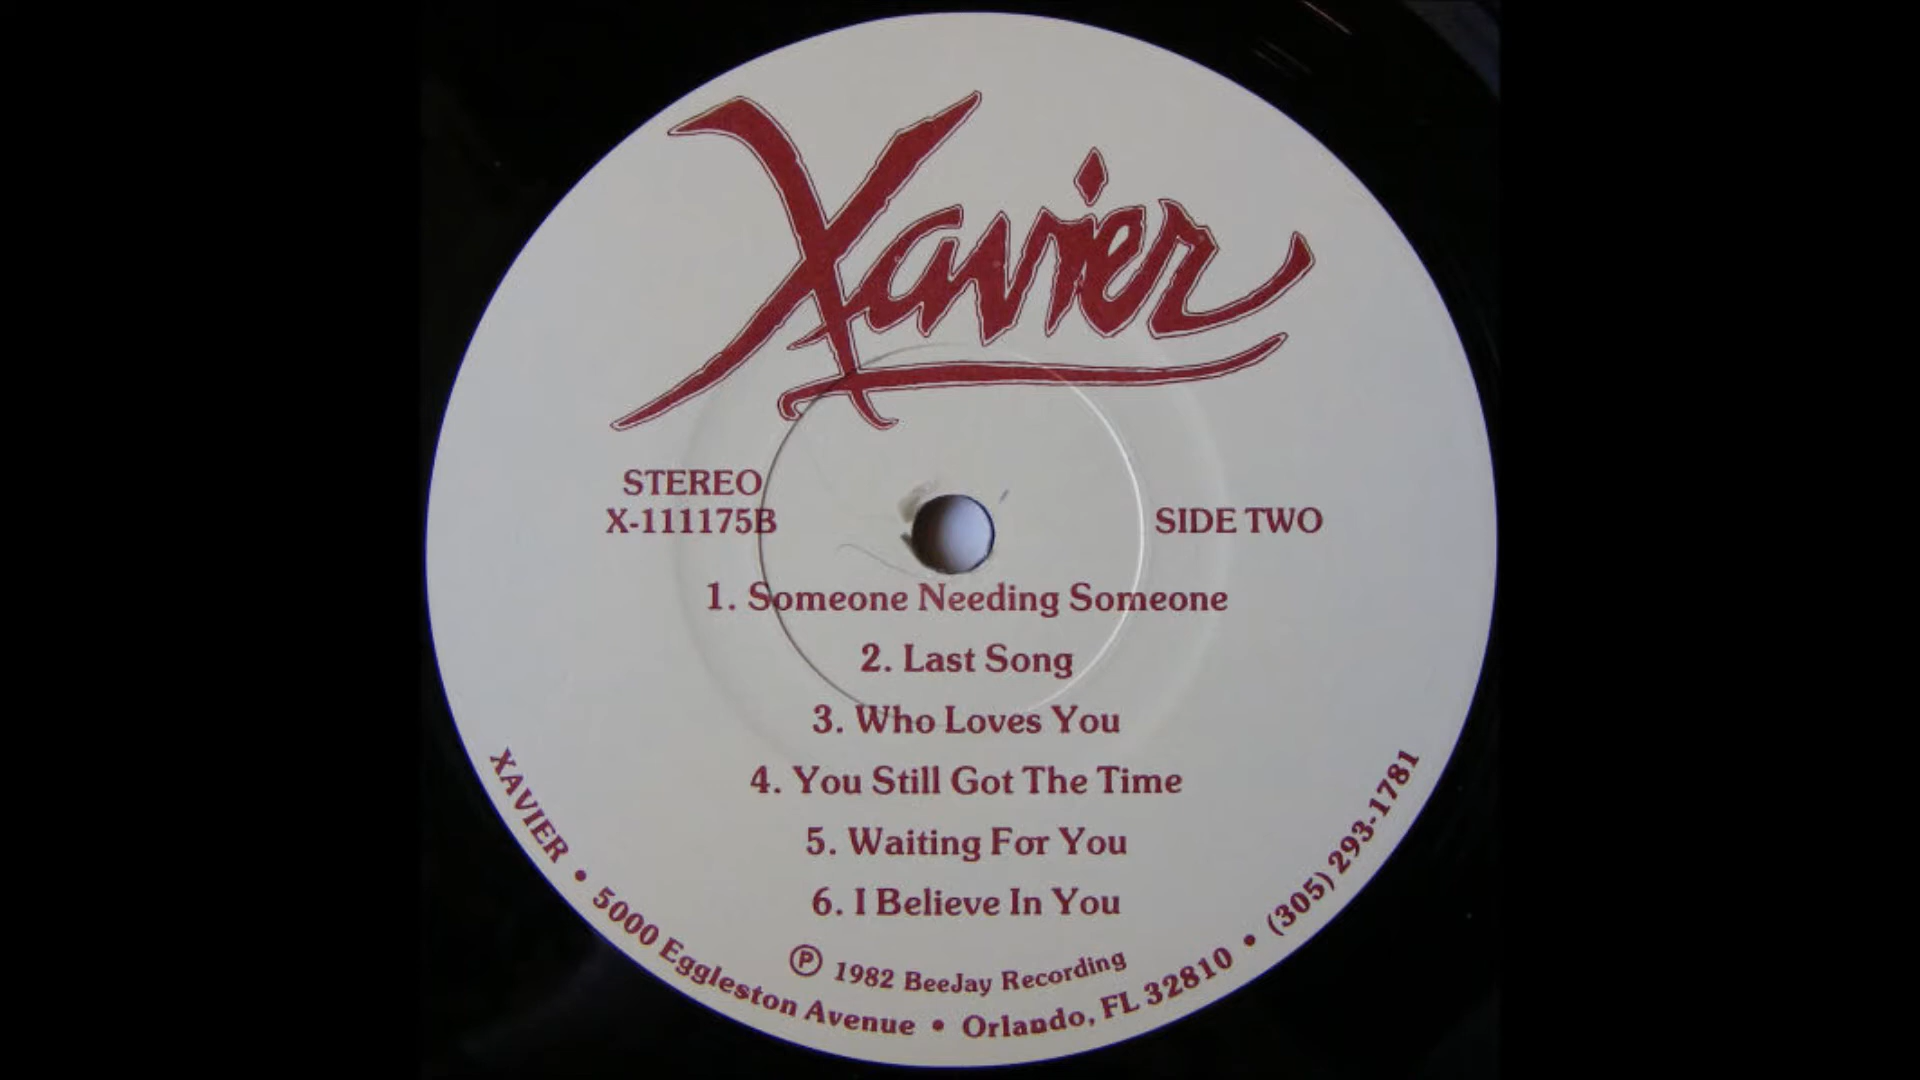 Xavier
STEREO
X-111175B
SIDE TWO
1. Someone Needing Someone
2. Last Song
3. Who Loves You
4. You Still Got The Time
5. Waiting For You
6. I Believe In You
Ⓟ 1982 BeeJay Recording
XAVIER • 5000 Eggleston Avenue • Orlando, FL 32810 • (305) 293-1781